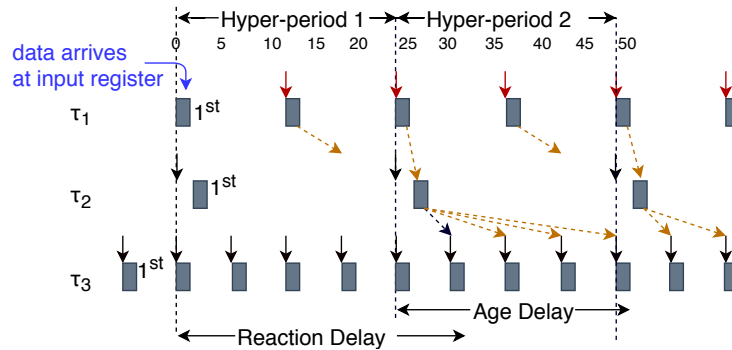 Hyper-period 1 Hyper-period 2
0 5 10 15 20 25 30 35 40 45 50
data arrives
at input register
τ1 1st
τ2 1st
τ3 1st
Age Delay
Reaction Delay